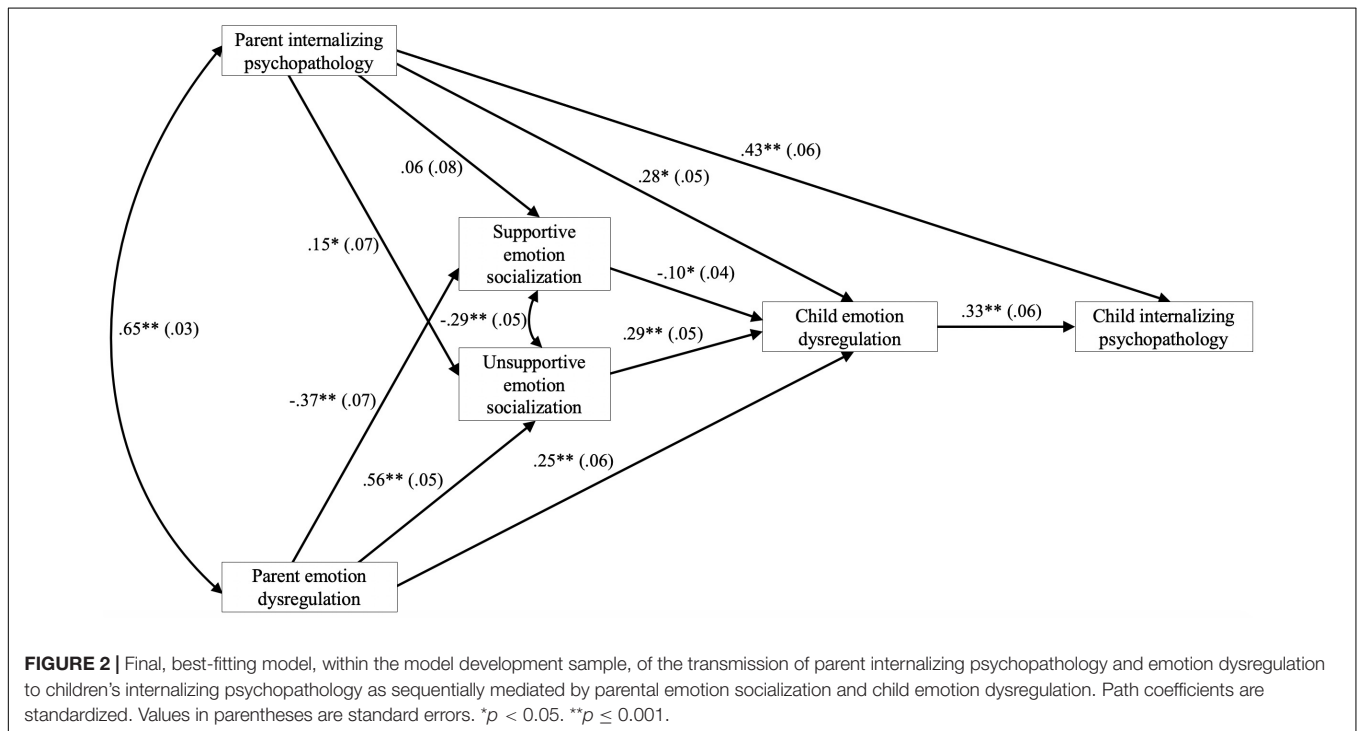 Parent internalizing
psychopathology
.43** (.06)
.06 (.08)
.28* (.05)
Supportive
emotion
socialization
.15* (.07)
-.10* (.04)
Child emotion
dysregulation
.33** (.06)
Child internalizing
psychopathology
.65** (.03)
-.29** (.05)
.29** (.05)
Unsupportive
emotion
socialization
-.37** (.07)
.56** (.05)
.25** (.06)
Parent emotion
dysregulation
FIGURE 2 | Final, best-fitting model, within the model development sample, of the transmission of parent internalizing psychopathology and emotion dysregulation
to children's internalizing psychopathology as sequentially mediated by parental emotion socialization and child emotion dysregulation. Path coefficients are
standardized. Values in parentheses are standard errors. *p < 0.05. **p ≤ 0.001.